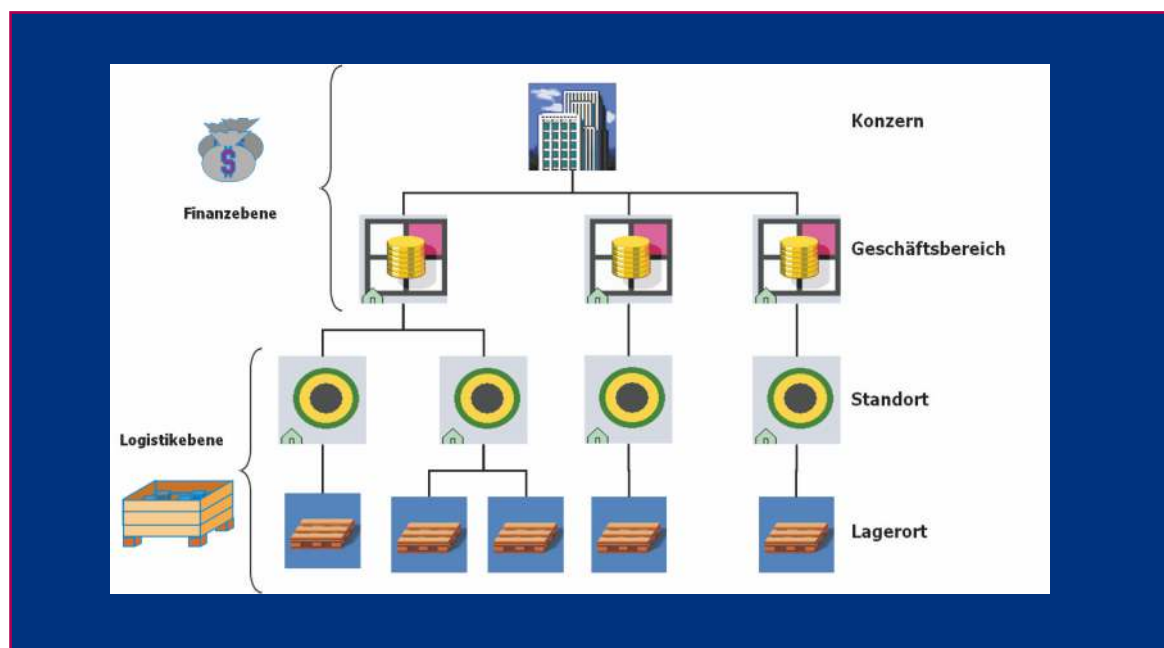 Konzern
Finanzebene
Geschäftsbereich
Standort
Logistikebene
Lagerort